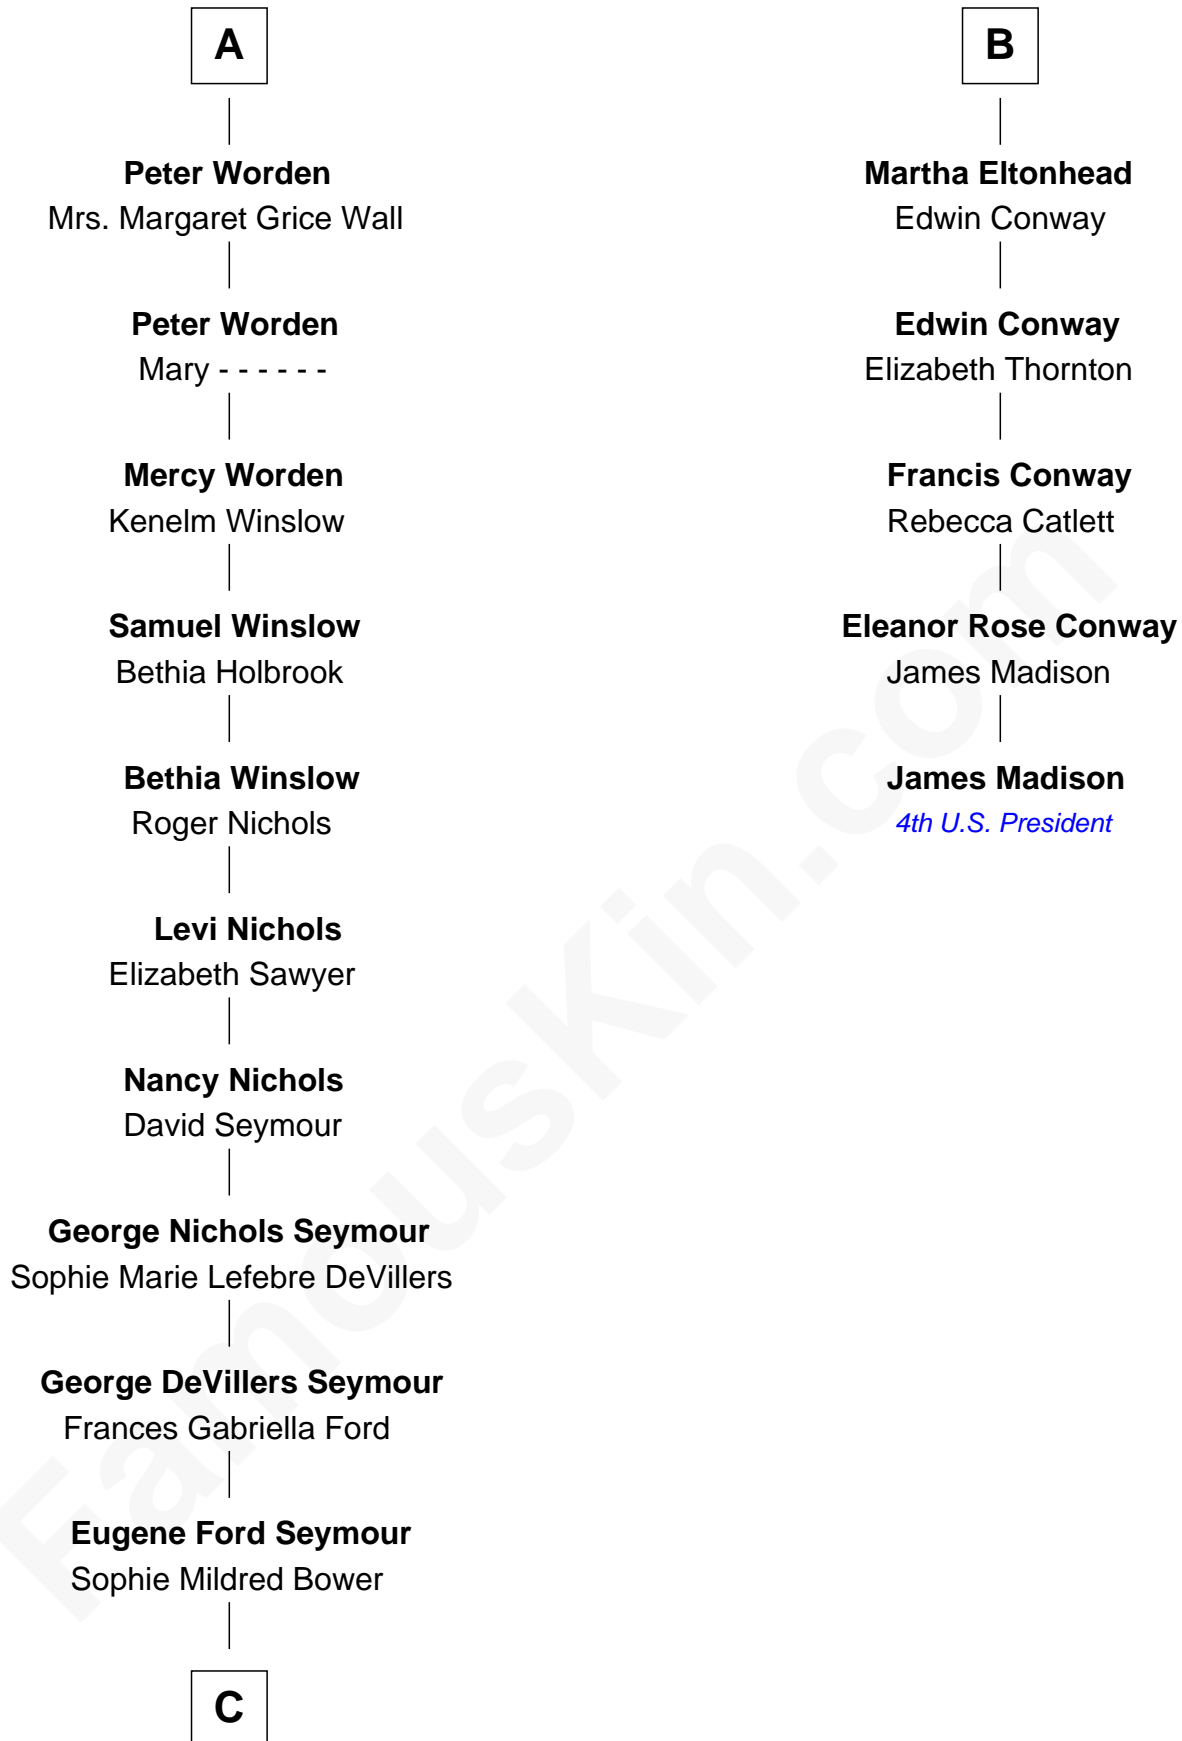 A
Peter Worden
Mrs. Margaret Grice Wall
Peter Worden
Mary - - - - - -
Mercy Worden
Kenelm Winslow
Samuel Winslow
Bethia Holbrook
Bethia Winslow
Roger Nichols
Levi Nichols
Elizabeth Sawyer
Nancy Nichols
David Seymour
George Nichols Seymour
Sophie Marie Lefebre DeVillers
George DeVillers Seymour
Frances Gabriella Ford
Eugene Ford Seymour
Sophie Mildred Bower
C
B
Martha Eltonhead
Edwin Conway
Edwin Conway
Elizabeth Thornton
Francis Conway
Rebecca Catlett
Eleanor Rose Conway
James Madison
James Madison
4th U.S. President
FamousKin.com